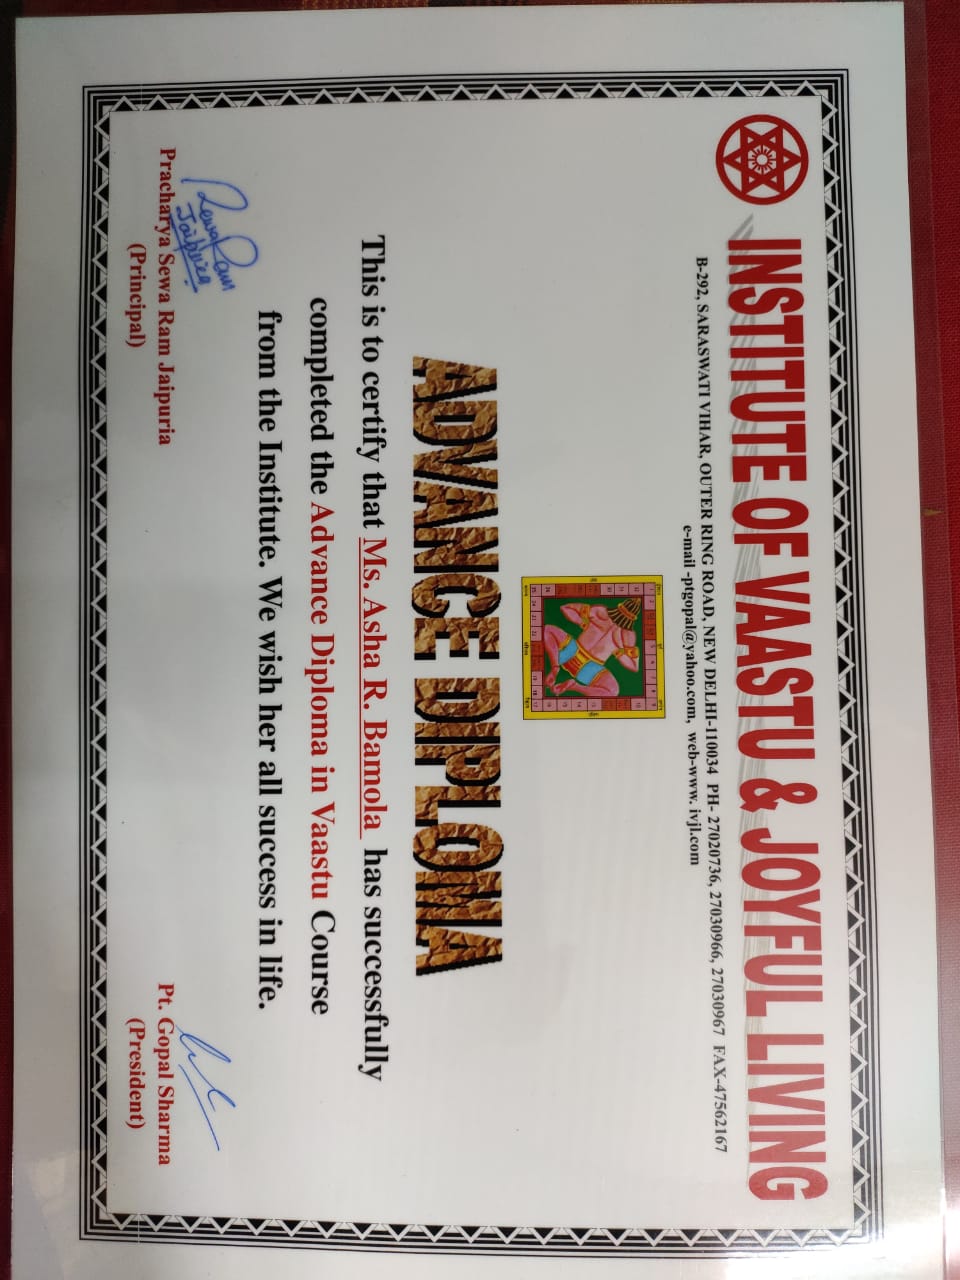 INSTITUTE OF VAASTU & JOYFUL LIVING
B-292, SARASWATI VIHAR, OUTER RING ROAD, NEW DELHI-110034 PH- 27020736, 27030966, 27030967 FAX-47562167
e-mail -ptgopal@yahoo.com, web-www. ivjl.com
ADVANCE DIPLOMA
This is to certify that Ms. Asha R. Bamola has successfully
completed the Advance Diploma in Vaastu Course
from the Institute. We wish her all success in life.
Sewa Ram
Jaipuria
Pracharya Sewa Ram Jaipuria
(Principal)
Pt. Gopal Sharma
(President)